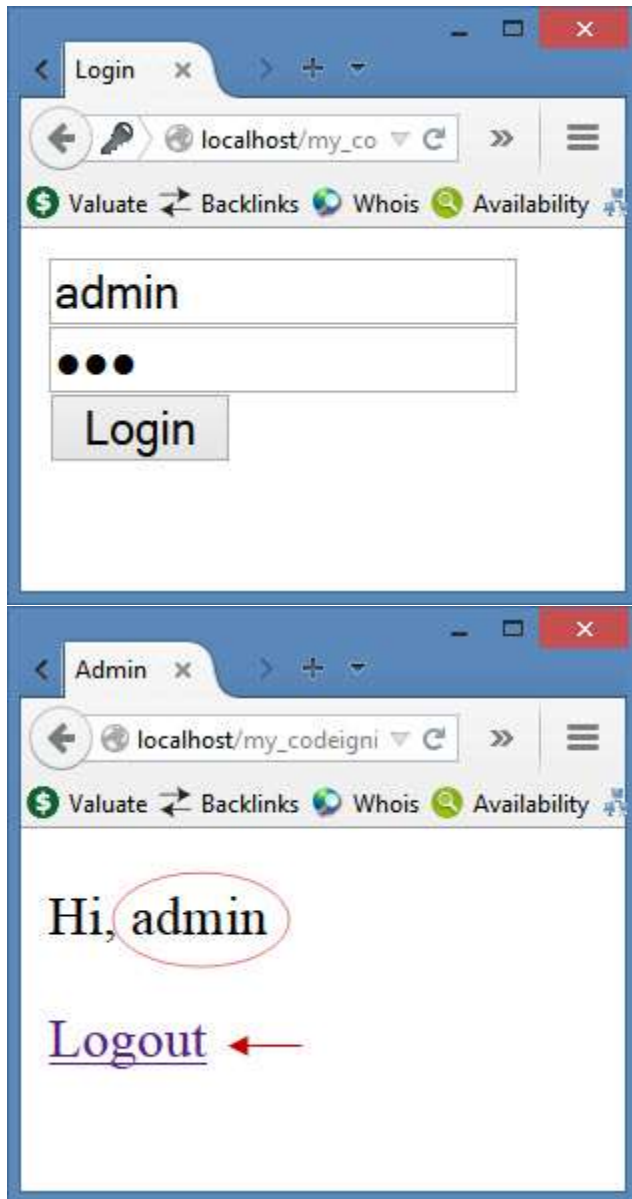 Login
localhost/my_co
Valuate Backlinks Whois Availability
admin
●●●
Login
Admin
localhost/my_codeigni
Valuate Backlinks Whois Availability
Hi, admin
Logout